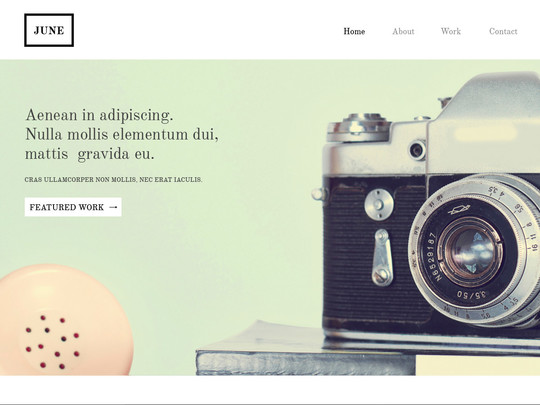 JUNE
Home About Work Contact
Aenean in adipiscing.
Nulla mollis elementum dui,
mattis gravida eu.
CRAS ULLAMCORPER NON MOLLIS, NEC ERAT IACULIS.
FEATURED WORK →
N6529187
3.5/50